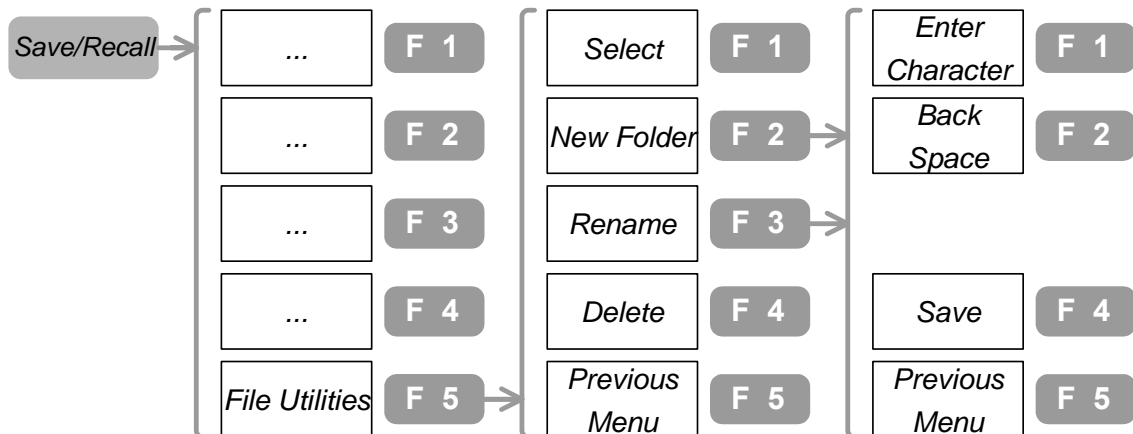 Save/Recall
...
F 1
...
F 2
...
F 3
...
F 4
File Utilities
F 5
Select
F 1
New Folder
F 2
Rename
F 3
Delete
F 4
Previous
Menu
F 5
Enter
Character
F 1
Back
Space
F 2
Save
F 4
Previous
Menu
F 5